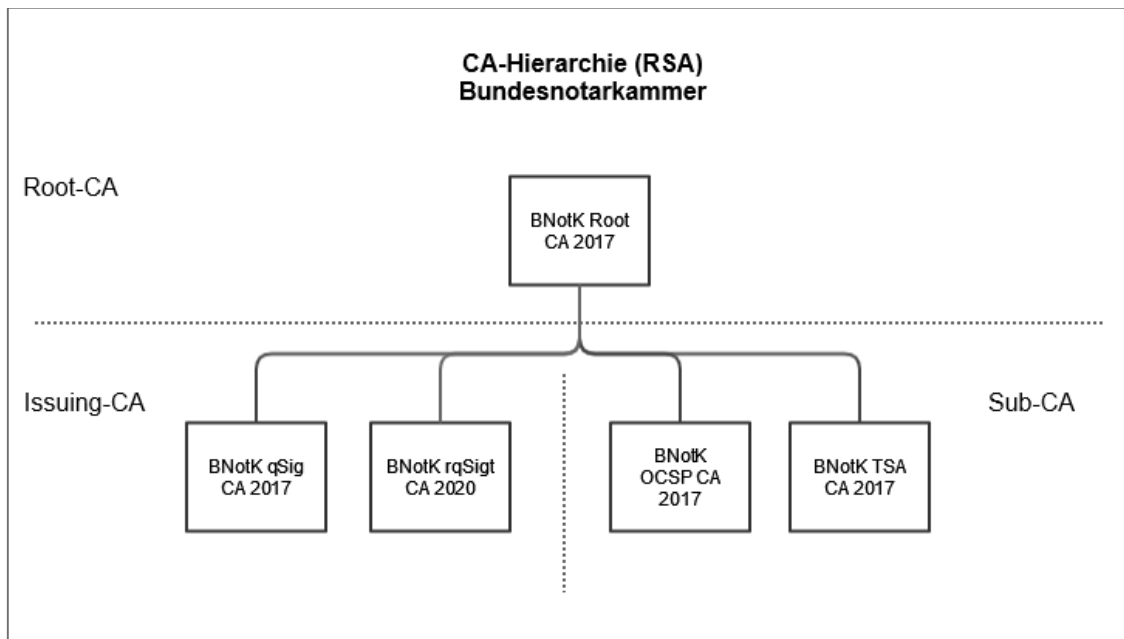 CA-Hierarchie (RSA)
Bundesnotarkammer
Root-CA
BNotK Root
CA 2017
Issuing-CA
Sub-CA
BNotK qSig
CA 2017
BNotK rqSigt
CA 2020
BNotK
OCSP CA
2017
BNotK TSA
CA 2017